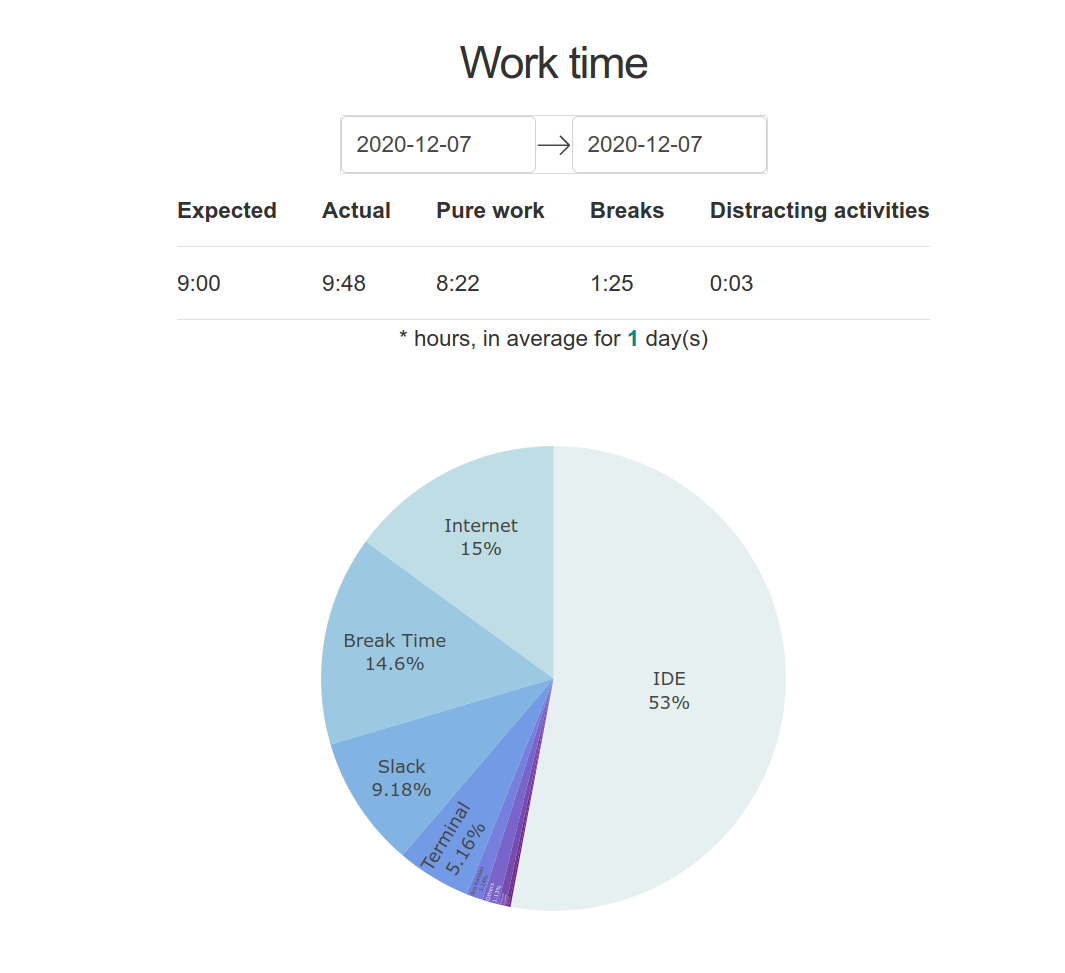 Work time
2020-12-07 → 2020-12-07
Expected Actual Pure work Breaks Distracting activities
9:00 9:48 8:22 1:25 0:03
* hours, in average for 1 day(s)
Internet
15%
Break Time
14.6%
IDE
53%
Slack
9.18%
Terminal
5.16%